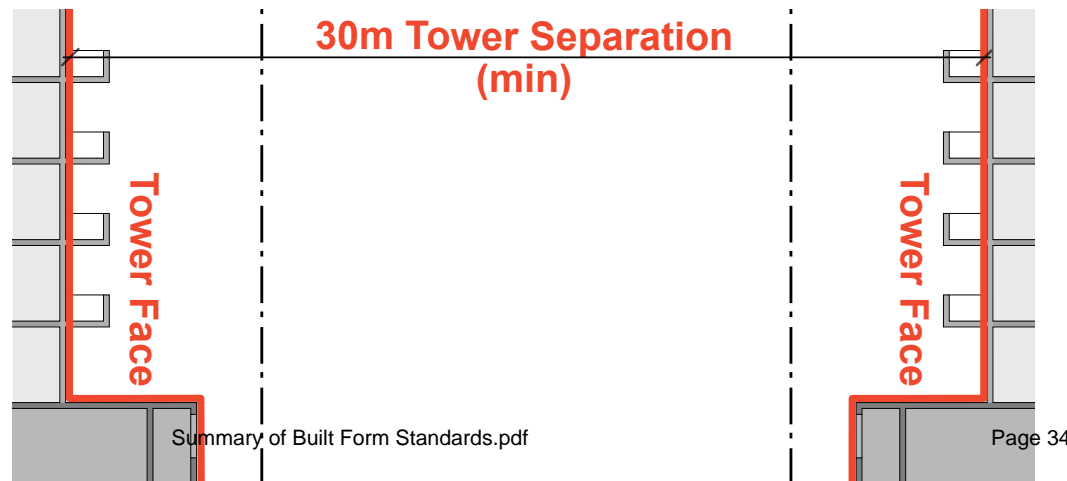 30m Tower Separation
(min)
Tower Face
Tower Face
Summary of Built Form Standards.pdf
Page 34